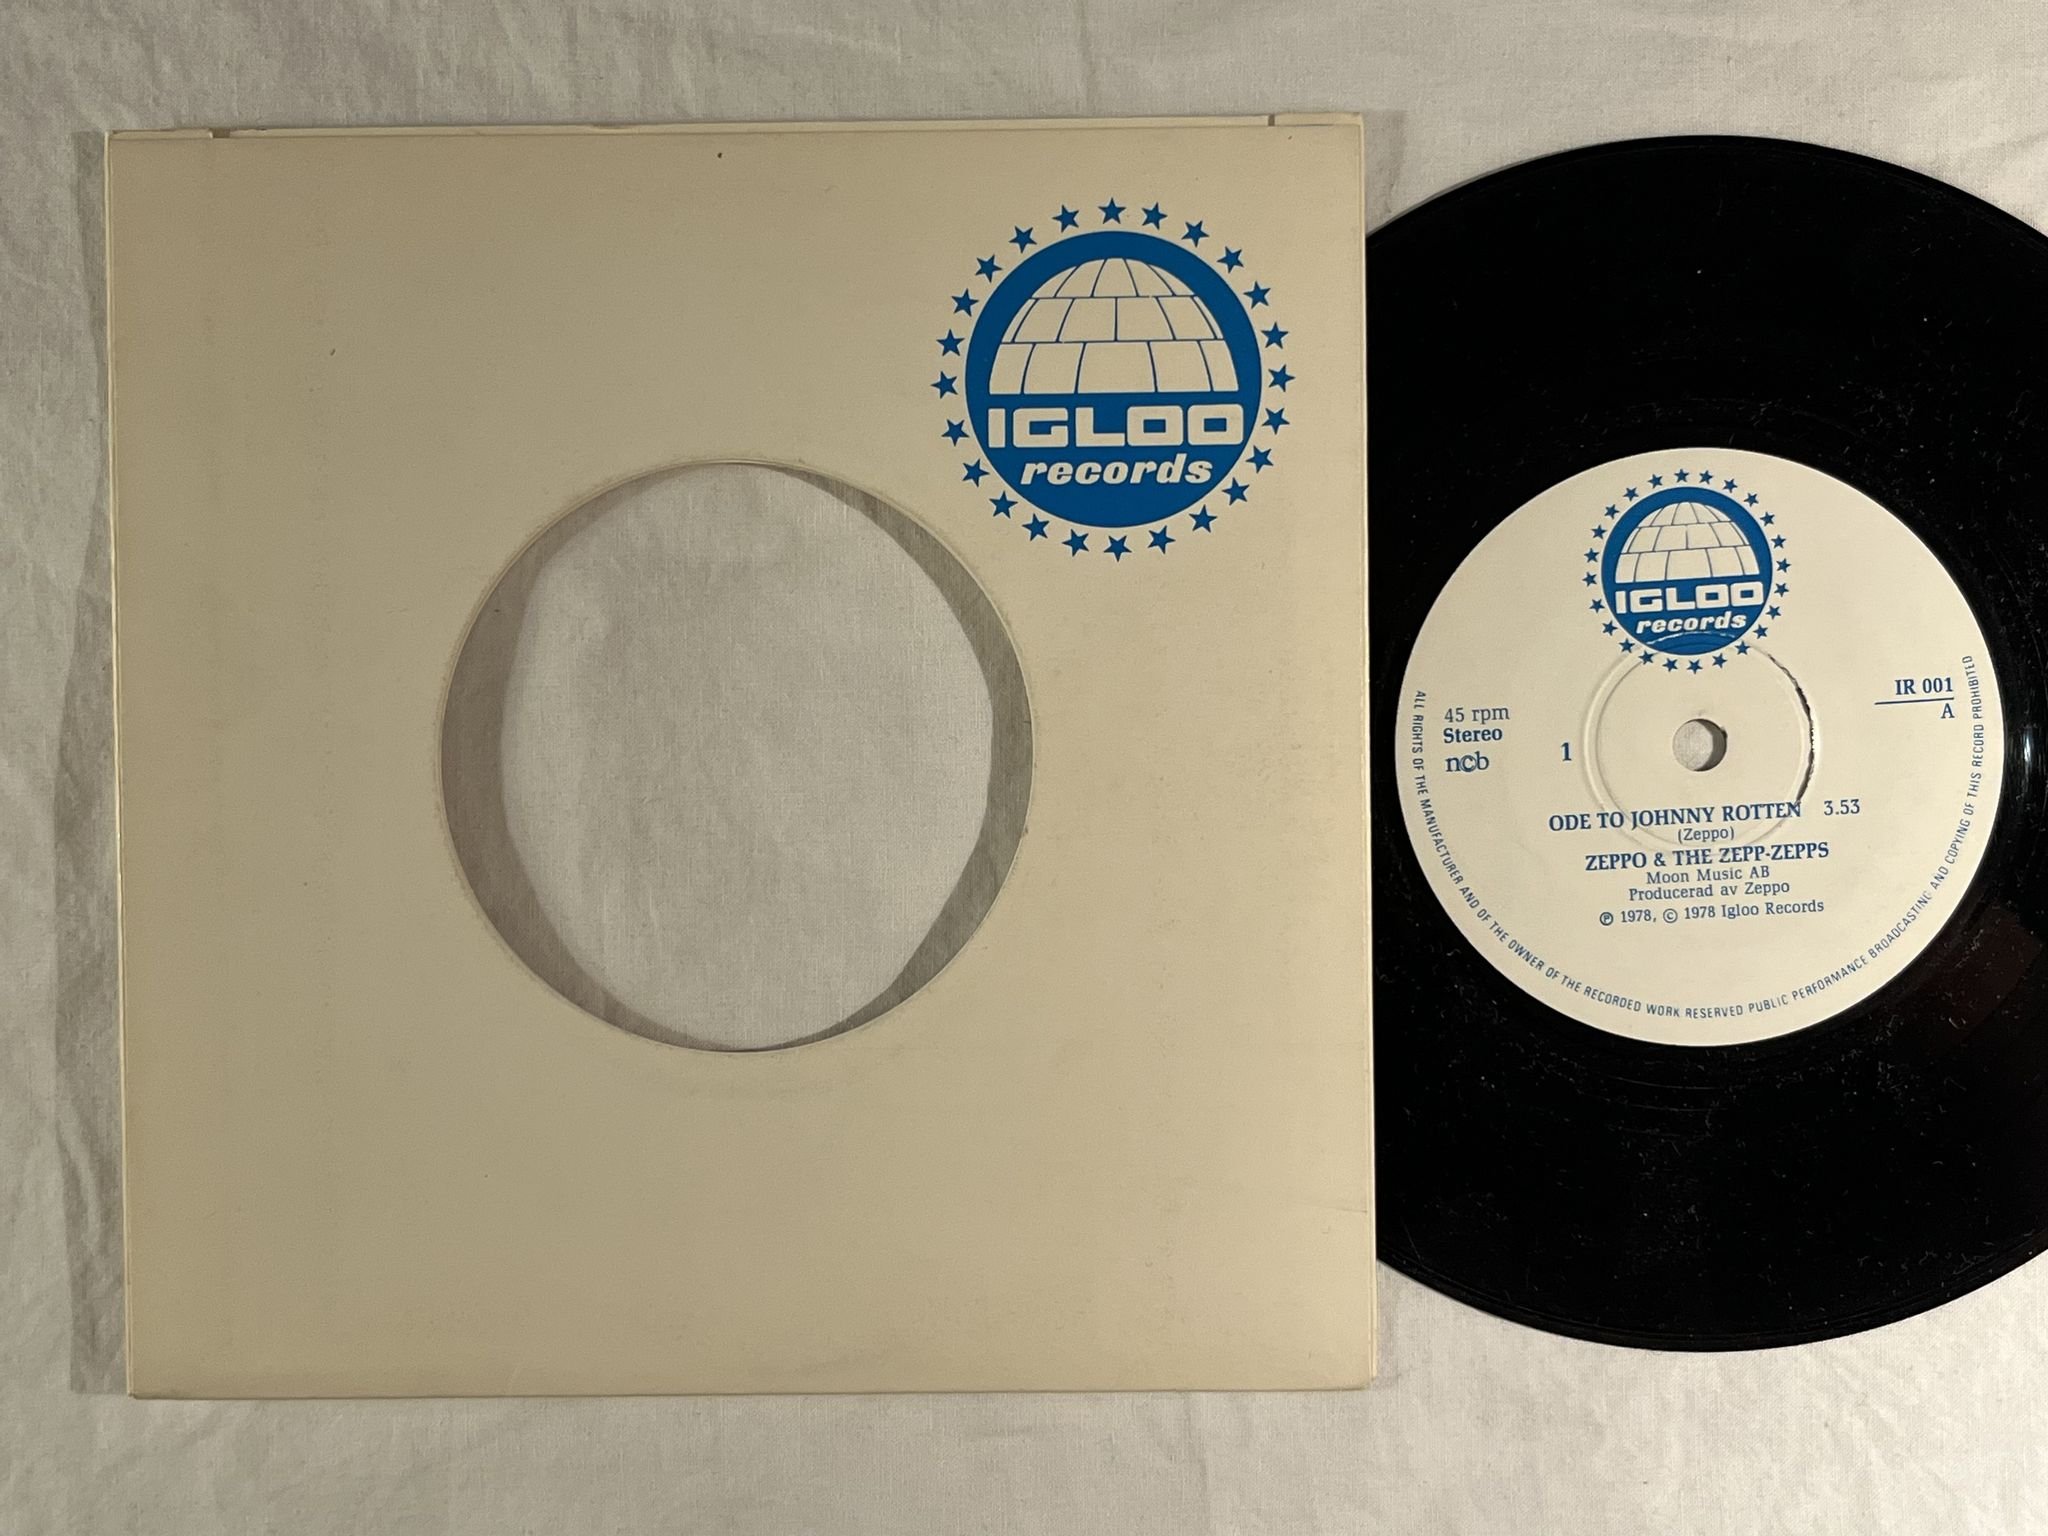 IGLOO
records
IGLOO
records
IR 001
A
45 rpm
Stereo
ncb
1
ODE TO JOHNNY ROTTEN 3.53
(Zeppo)
ZEPPO & THE ZEPP-ZEPPS
Moon Music AB
Producerad av Zeppo
℗ 1978, © 1978 Igloo Records
ALL RIGHTS OF THE MANUFACTURER AND OF THE OWNER OF THE RECORDED WORK RESERVED PUBLIC PERFORMANCE BROADCASTING AND COPYING OF THIS RECORD PROHIBITED